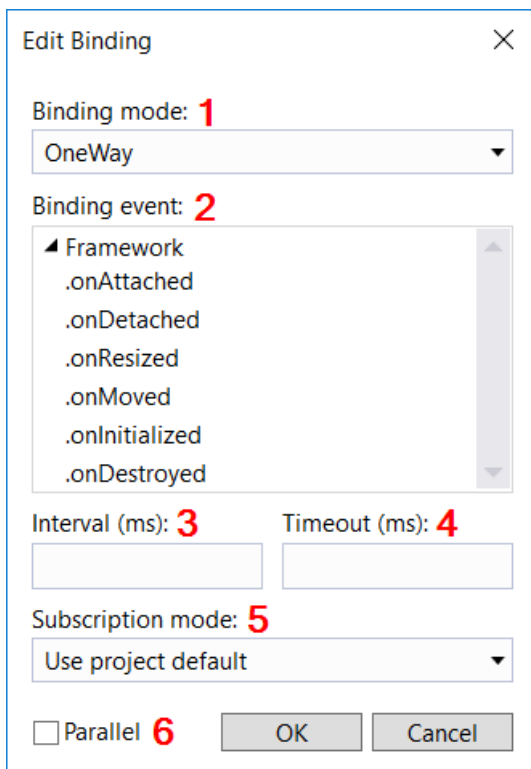 Edit Binding
Binding mode: 1
OneWay
Binding event: 2
Framework
.onAttached
.onDetached
.onResized
.onMoved
.onInitialized
.onDestroyed
Interval (ms): 3 Timeout (ms): 4
Subscription mode: 5
Use project default
Parallel 6 OK Cancel